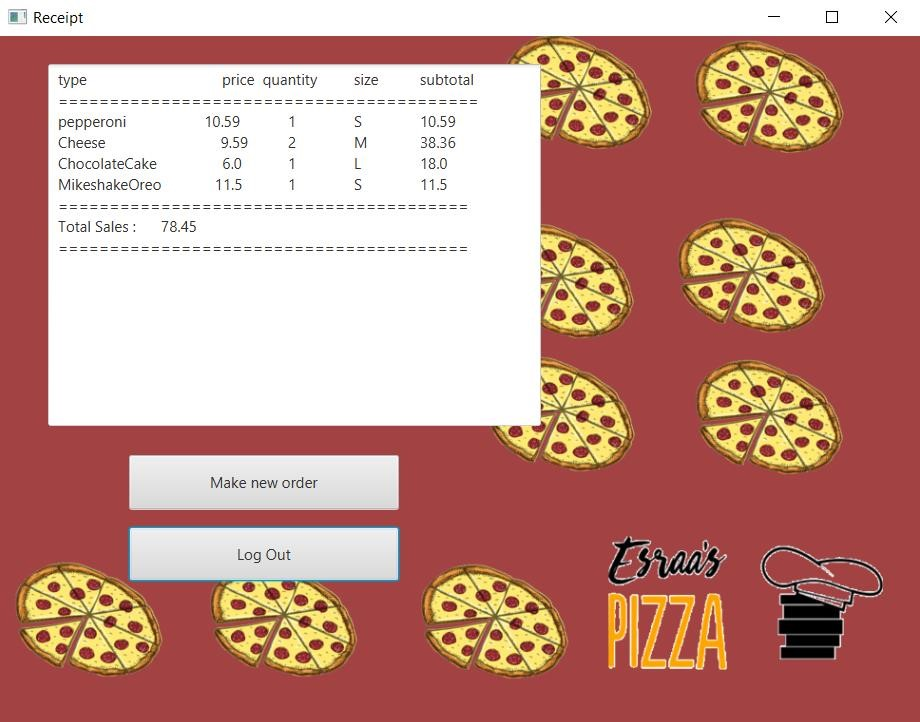 Receipt
type price quantity size subtotal
=========================================
pepperoni 10.59 1 S 10.59
Cheese 9.59 2 M 38.36
ChocolateCake 6.0 1 L 18.0
MikeshakeOreo 11.5 1 S 11.5
========================================
Total Sales : 78.45
========================================
Make new order
Log Out
Esraa's
PIZZA